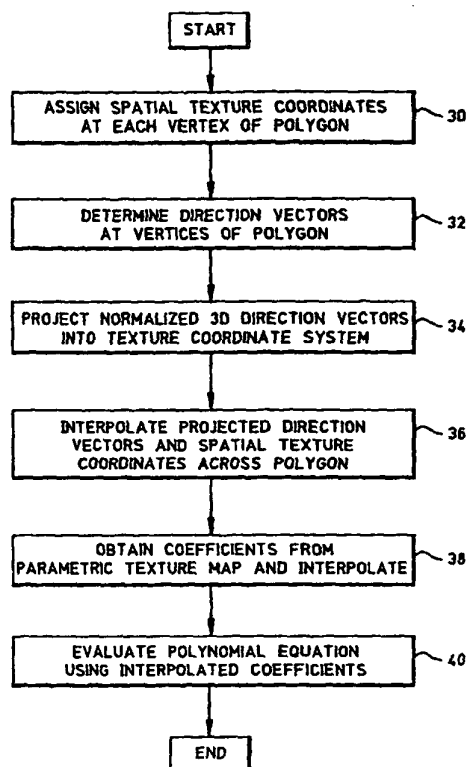 START
ASSIGN SPATIAL TEXTURE COORDINATES
AT EACH VERTEX OF POLYGON
30
DETERMINE DIRECTION VECTORS
AT VERTICES OF POLYGON
32
PROJECT NORMALIZED 3D DIRECTION VECTORS
INTO TEXTURE COORDINATE SYSTEM
34
INTERPOLATE PROJECTED DIRECTION
VECTORS AND SPATIAL TEXTURE
COORDINATES ACROSS POLYGON
36
OBTAIN COEFFICIENTS FROM
PARAMETRIC TEXTURE MAP AND INTERPOLATE
38
EVALUATE POLYNOMIAL EQUATION
USING INTERPOLATED COEFFICIENTS
40
END